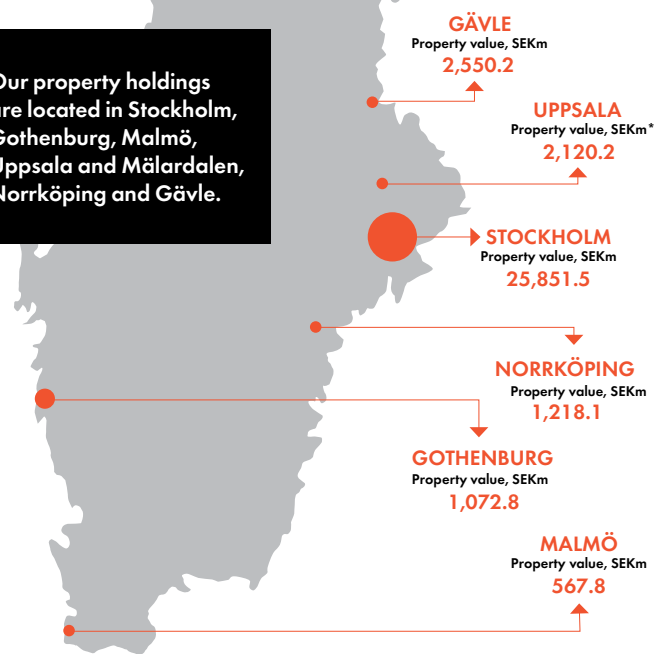 Our property holdings
are located in Stockholm,
Gothenburg, Malmö,
Uppsala and Mälardalen,
Norrköping and Gävle.
GÄVLE
Property value, SEKm
2,550.2
UPPSALA
Property value, SEKm*
2,120.2
STOCKHOLM
Property value, SEKm
25,851.5
NORRKÖPING
Property value, SEKm
1,218.1
GOTHENBURG
Property value, SEKm
1,072.8
MALMÖ
Property value, SEKm
567.8